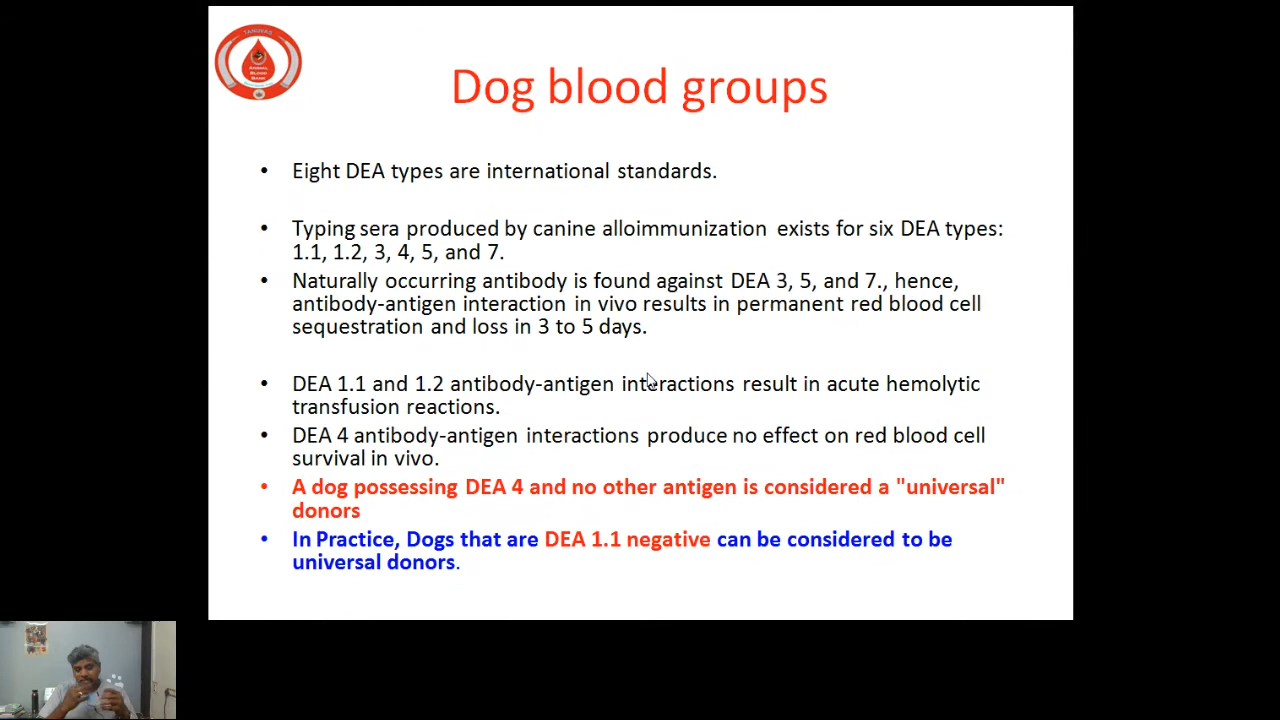 TANUVAS
ANIMAL
BLOOD
BANK
Dog blood groups
• Eight DEA types are international standards.
• Typing sera produced by canine alloimmunization exists for six DEA types:
1.1, 1.2, 3, 4, 5, and 7.
• Naturally occurring antibody is found against DEA 3, 5, and 7., hence,
antibody-antigen interaction in vivo results in permanent red blood cell
sequestration and loss in 3 to 5 days.
• DEA 1.1 and 1.2 antibody-antigen interactions result in acute hemolytic
transfusion reactions.
• DEA 4 antibody-antigen interactions produce no effect on red blood cell
survival in vivo.
• A dog possessing DEA 4 and no other antigen is considered a "universal"
donors
• In Practice, Dogs that are DEA 1.1 negative can be considered to be
universal donors.